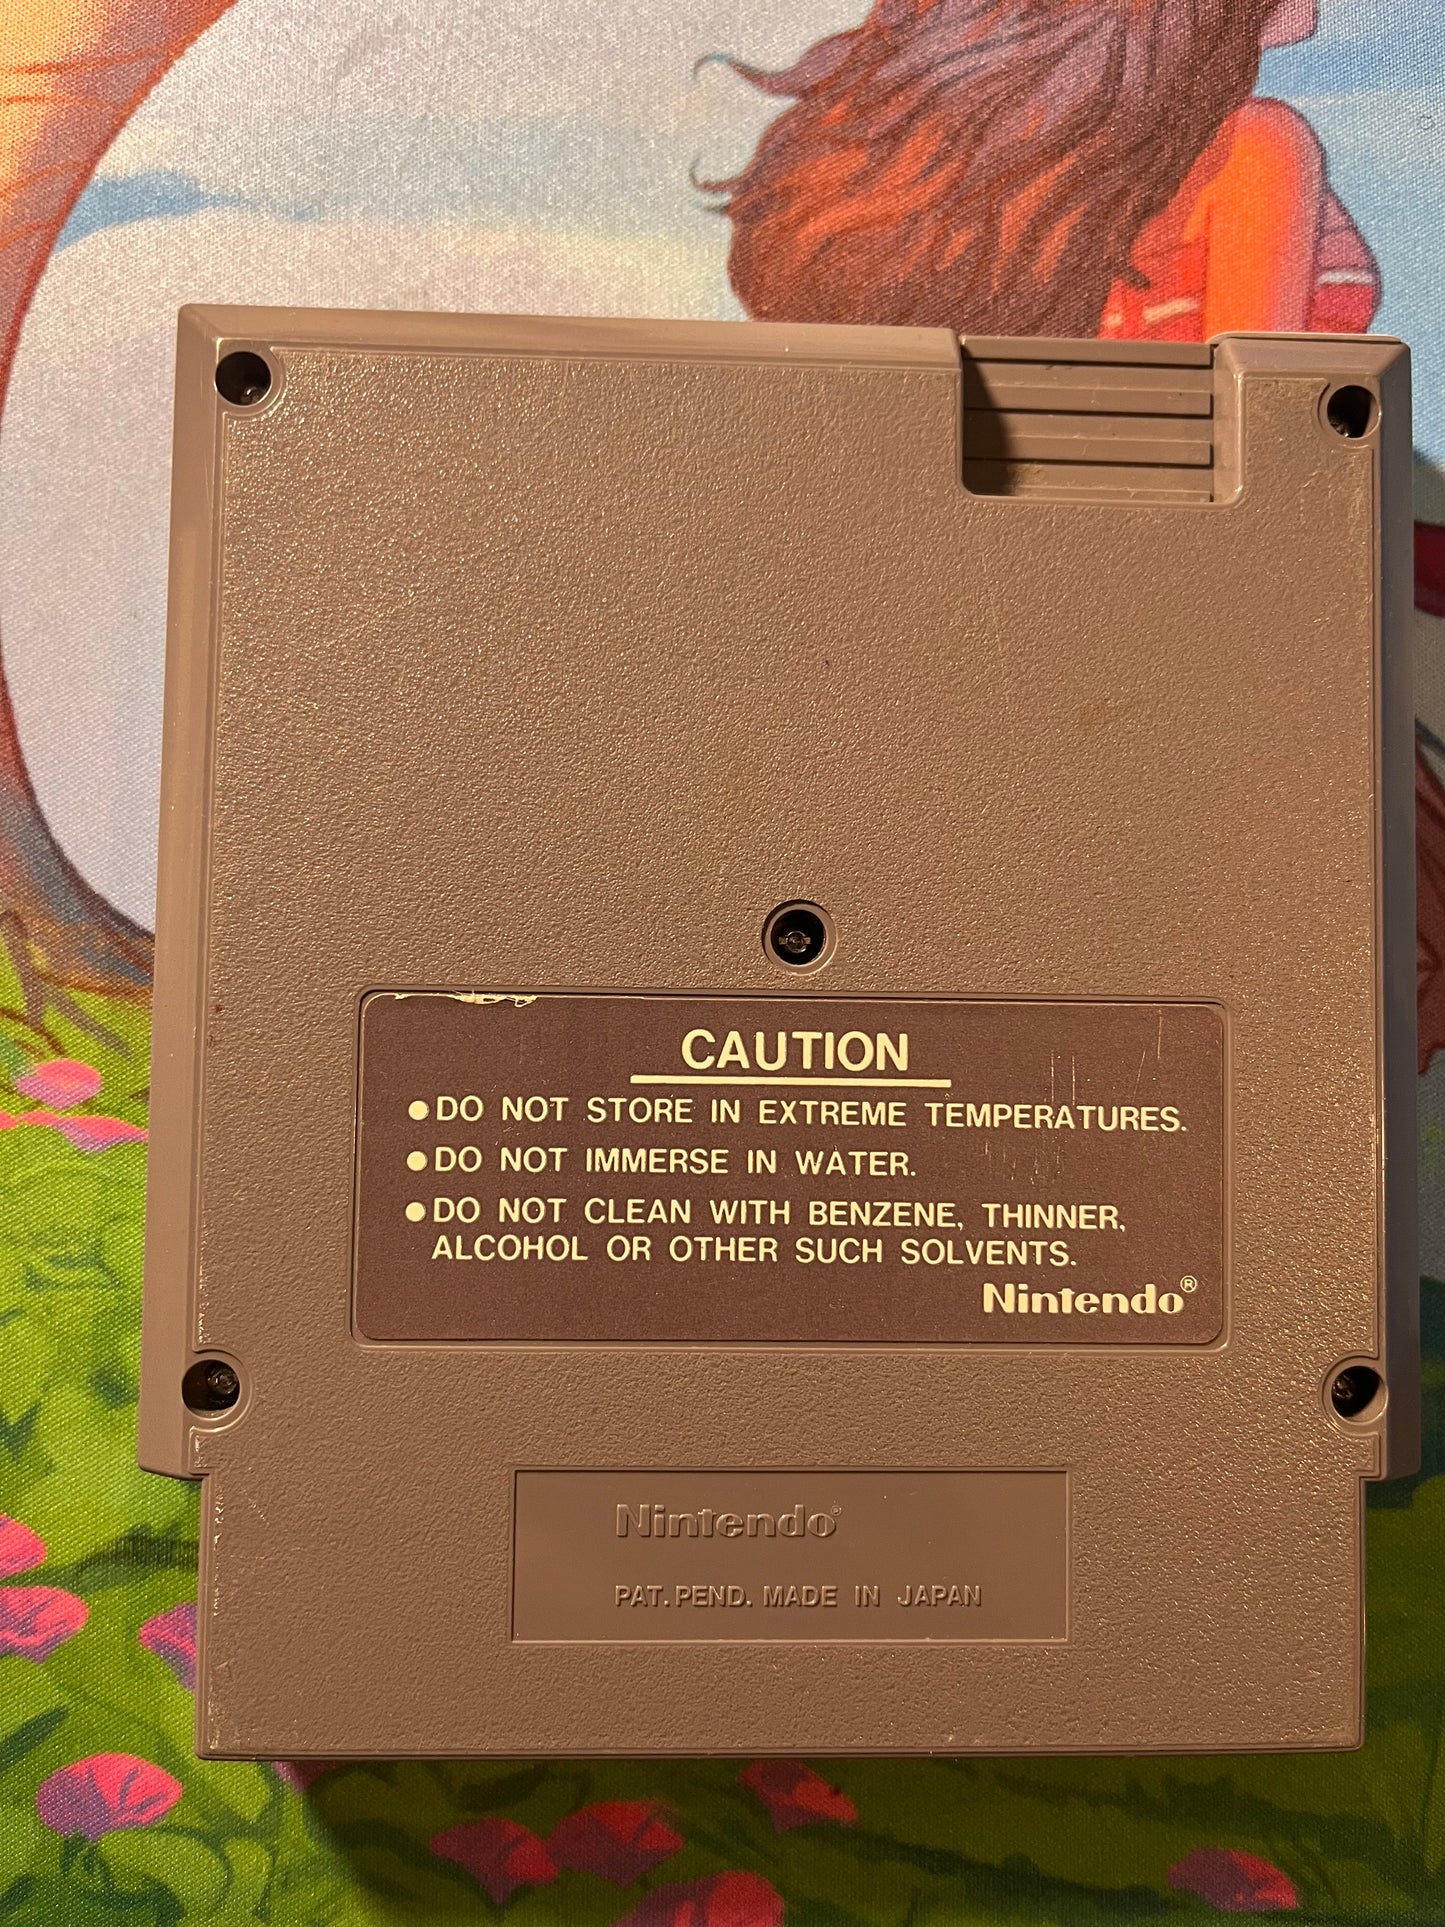 CAUTION
●DO NOT STORE IN EXTREME TEMPERATURES.
●DO NOT IMMERSE IN WATER.
●DO NOT CLEAN WITH BENZENE, THINNER,
ALCOHOL OR OTHER SUCH SOLVENTS.
Nintendo®
Nintendo®
PAT. PEND. MADE IN JAPAN